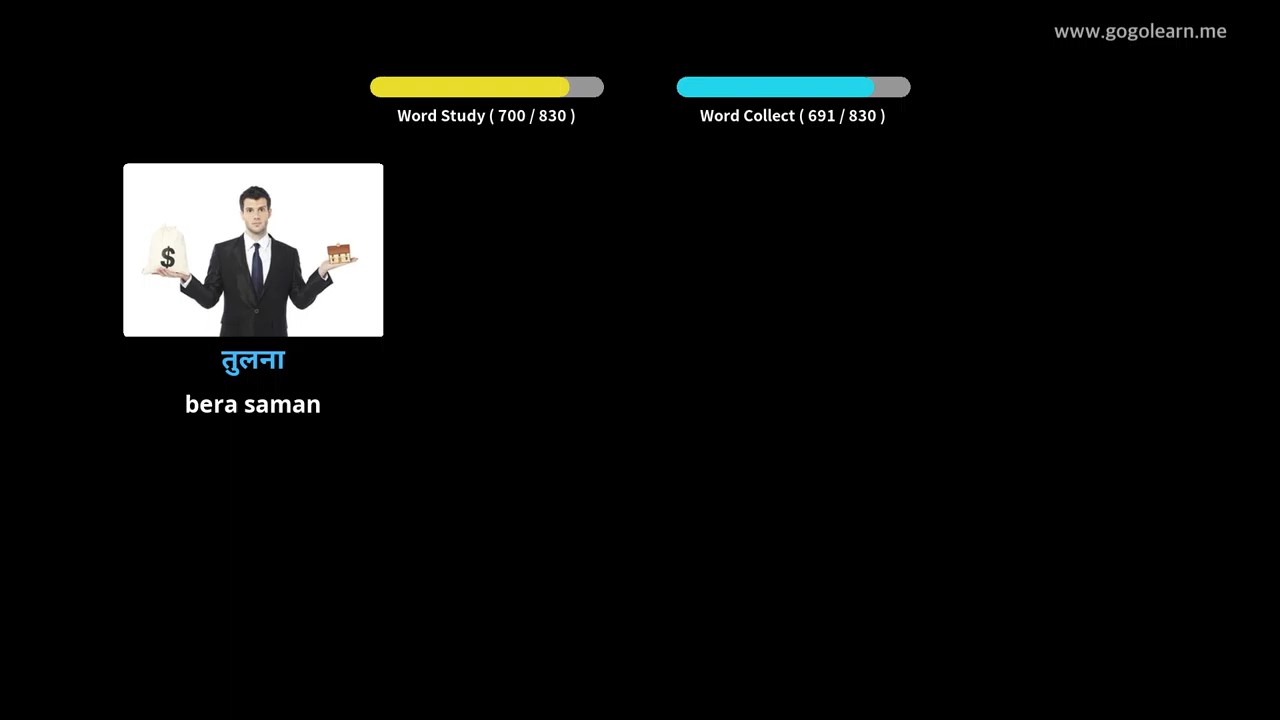 www.gogolearn.me
Word Study ( 700 / 830 )
Word Collect ( 691 / 830 )
$
तुलना
bera saman